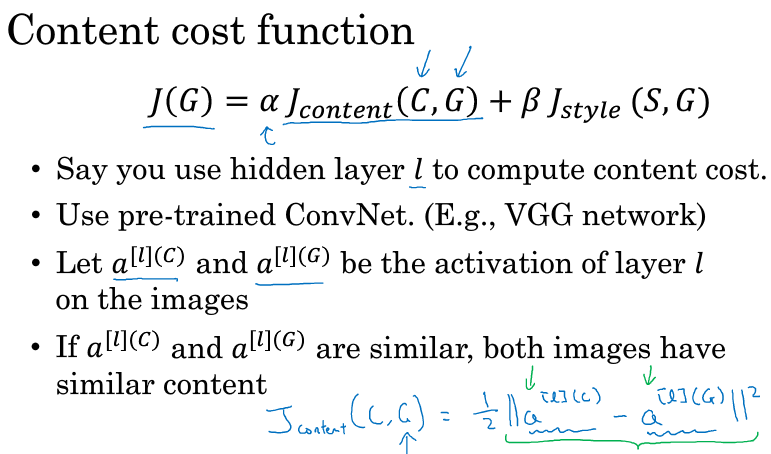 Content cost function
J(G) = α J_content(C, G) + β J_style (S, G)
• Say you use hidden layer l to compute content cost.
• Use pre-trained ConvNet. (E.g., VGG network)
• Let a^{[l](C)} and a^{[l](G)} be the activation of layer l
on the images
• If a^{[l](C)} and a^{[l](G)} are similar, both images have
similar content
J_content(C, G) = 1/2 ||a^{[l](C)} − a^{[l](G)}||²